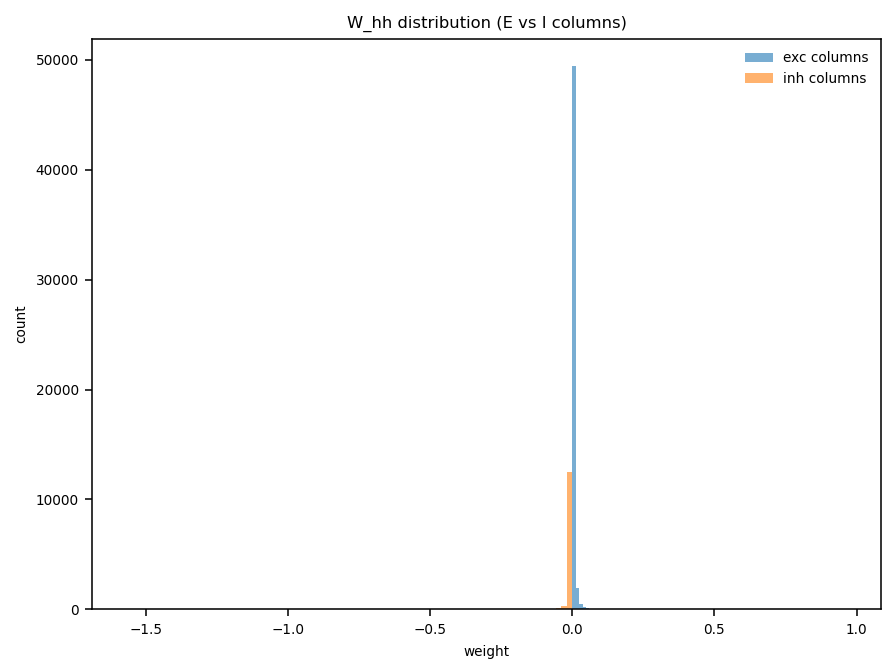 W_hh distribution (E vs I columns)
exc columns
inh columns
count
50000
40000
30000
20000
10000
0
−1.5 −1.0 −0.5 0.0 0.5 1.0
weight